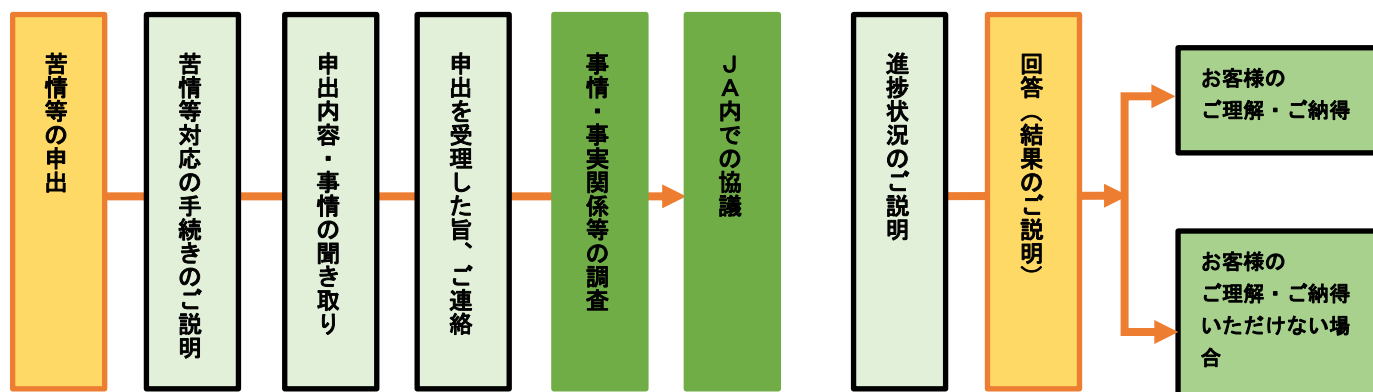 苦情等の申出
苦情等対応の手続きのご説明
申出内容・事情の聞き取り
申出を受理した旨、ご連絡
事情・事実関係等の調査
ＪＡ内での協議
進捗状況のご説明
回答（結果のご説明）
お客様の
ご理解・ご納得
お客様の
ご理解・ご納得
いただけない場
合